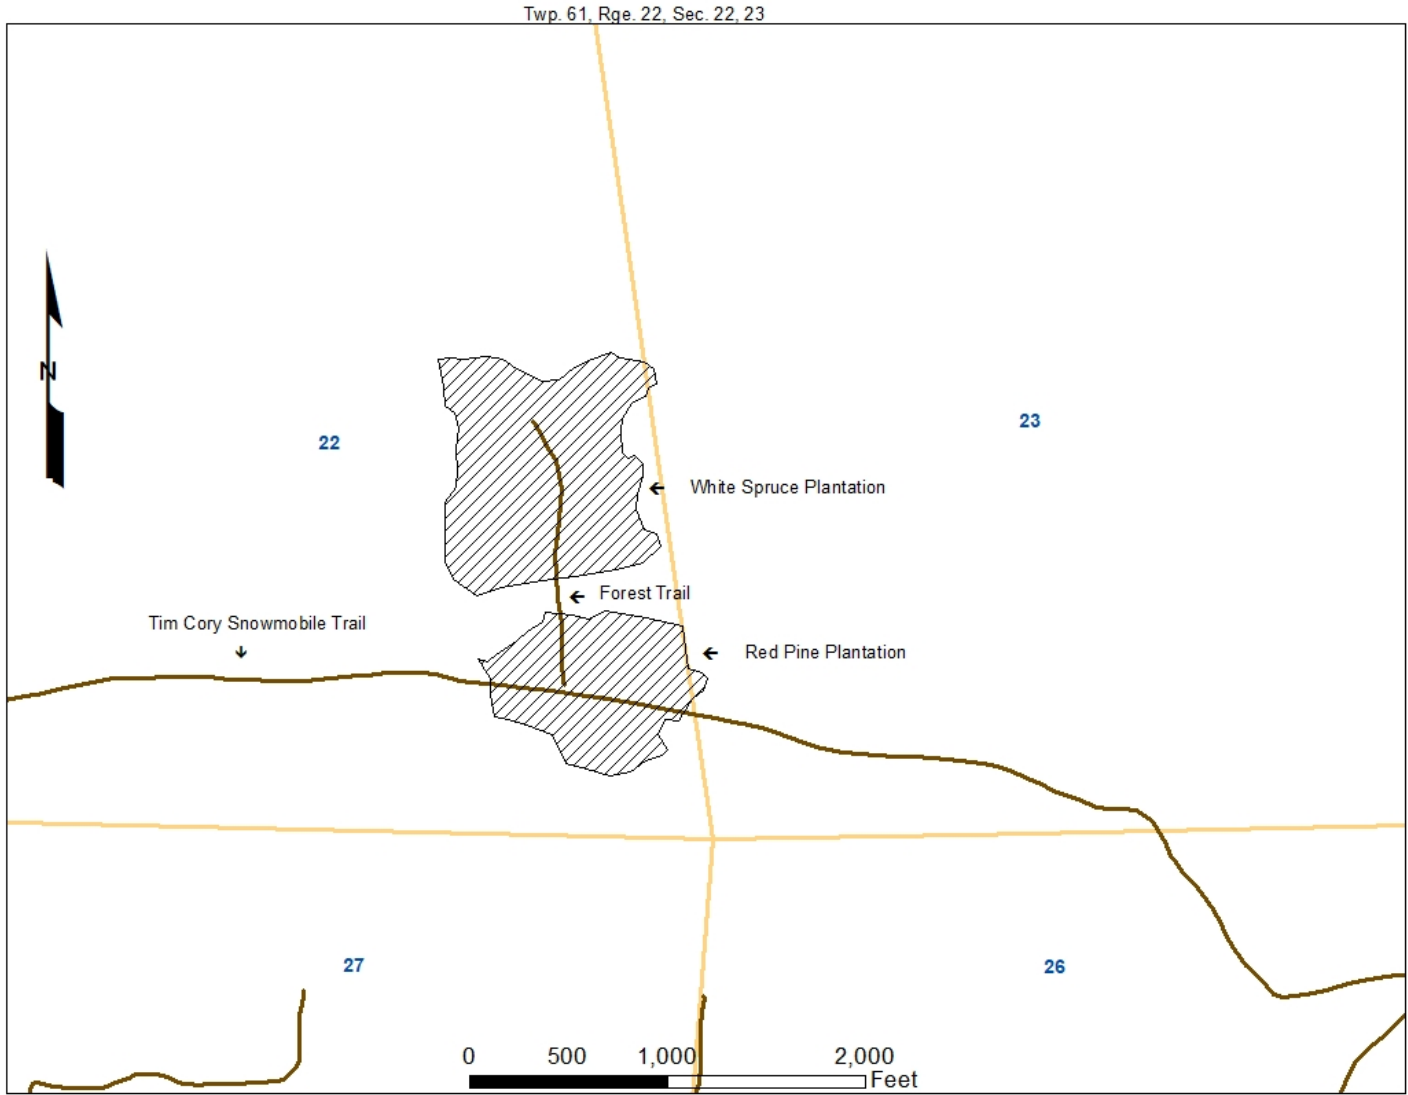 Twp. 61, Rge. 22, Sec. 22, 23
N
22
23
White Spruce Plantation
Forest Trail
Tim Cory Snowmobile Trail
Red Pine Plantation
27
26
0 500 1,000 2,000
Feet